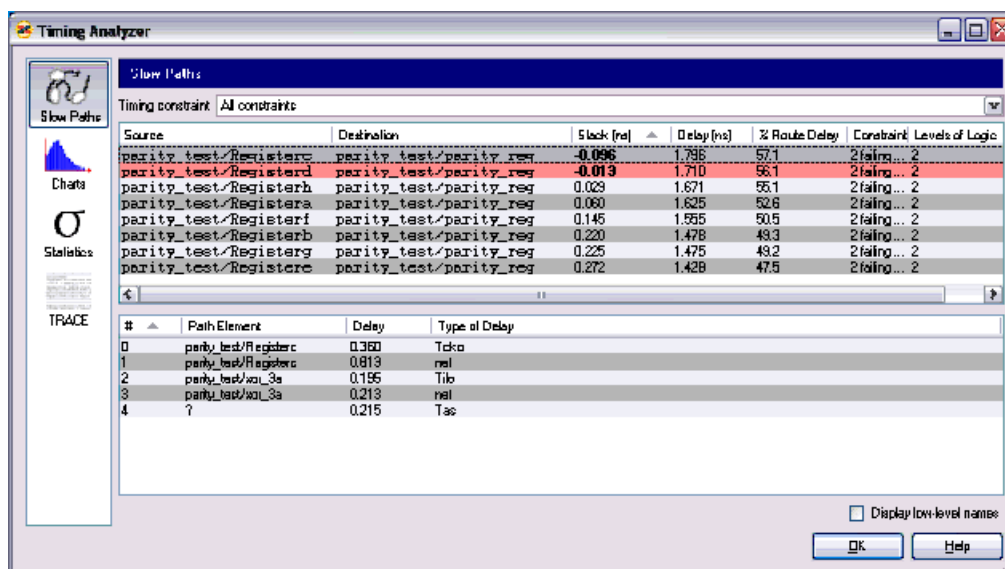 Timing Analyzer
Slow Paths
Slow Paths
Charts
Statistics
TRACE
Timing constraint All constraints
Source Destination Slack (ns) Delay (ns) % Route Delay Constraint Levels of Logic
parity_test/Registerc parity_test/parity_reg -0.096 1.796 57.1 2 failing... 2
parity_test/Registerd parity_test/parity_reg -0.013 1.710 56.1 2 failing... 2
parity_test/Registerh parity_test/parity_reg 0.029 1.671 55.1 2 failing... 2
parity_test/Registera parity_test/parity_reg 0.060 1.625 52.6 2 failing... 2
parity_test/Registerf parity_test/parity_reg 0.145 1.555 50.5 2 failing... 2
parity_test/Registerb parity_test/parity_reg 0.220 1.478 49.3 2 failing... 2
parity_test/Registerg parity_test/parity_reg 0.225 1.475 49.2 2 failing... 2
parity_test/Registere parity_test/parity_reg 0.272 1.428 47.5 2 failing... 2
# Path Element Delay Type of Delay
0 parity_test/Registerc 0.360 Tcko
1 parity_test/Registerc 0.813 net
2 parity_test/xor_3a 0.195 Tilo
3 parity_test/xor_3a 0.213 net
4 ? 0.215 Tas
Display low-level names
OK Help